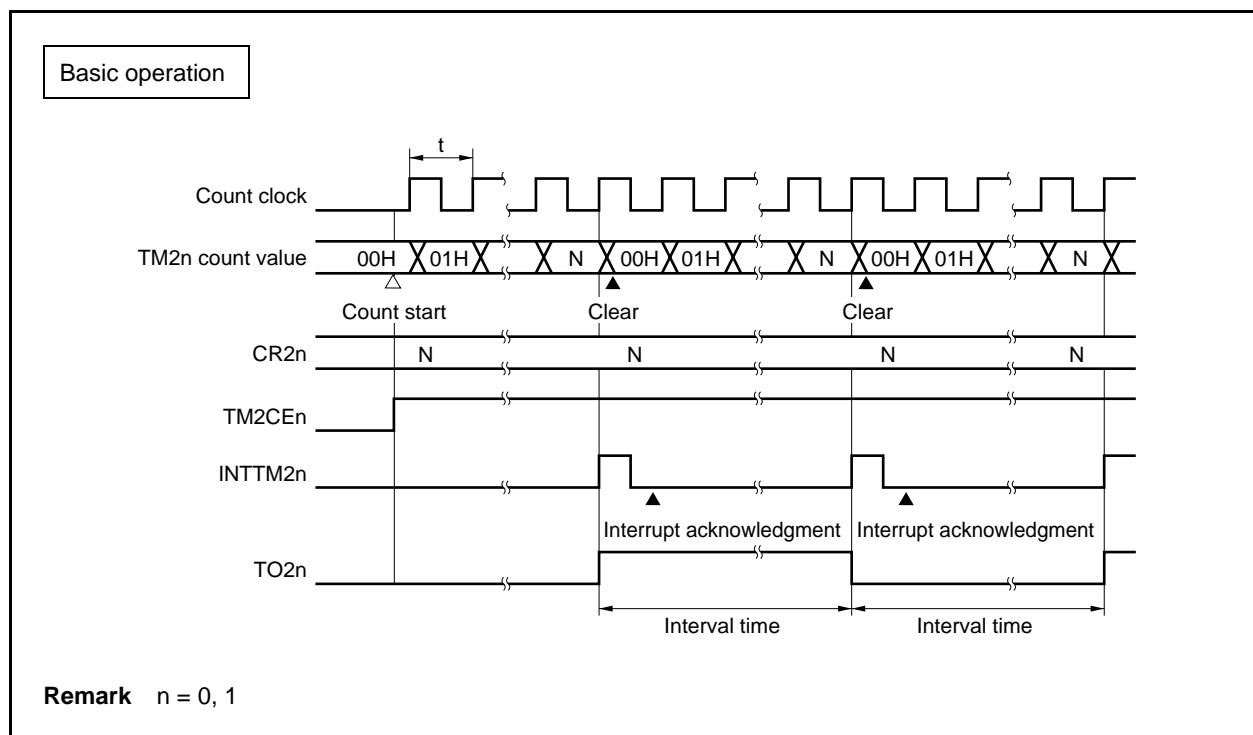 Basic operation
t
Count clock
TM2n count value 00H 01H N 00H 01H N 00H 01H N
Count start Clear Clear
CR2n N N N N
TM2CEn
INTTM2n
Interrupt acknowledgment Interrupt acknowledgment
TO2n
Interval time Interval time
Remark n = 0, 1